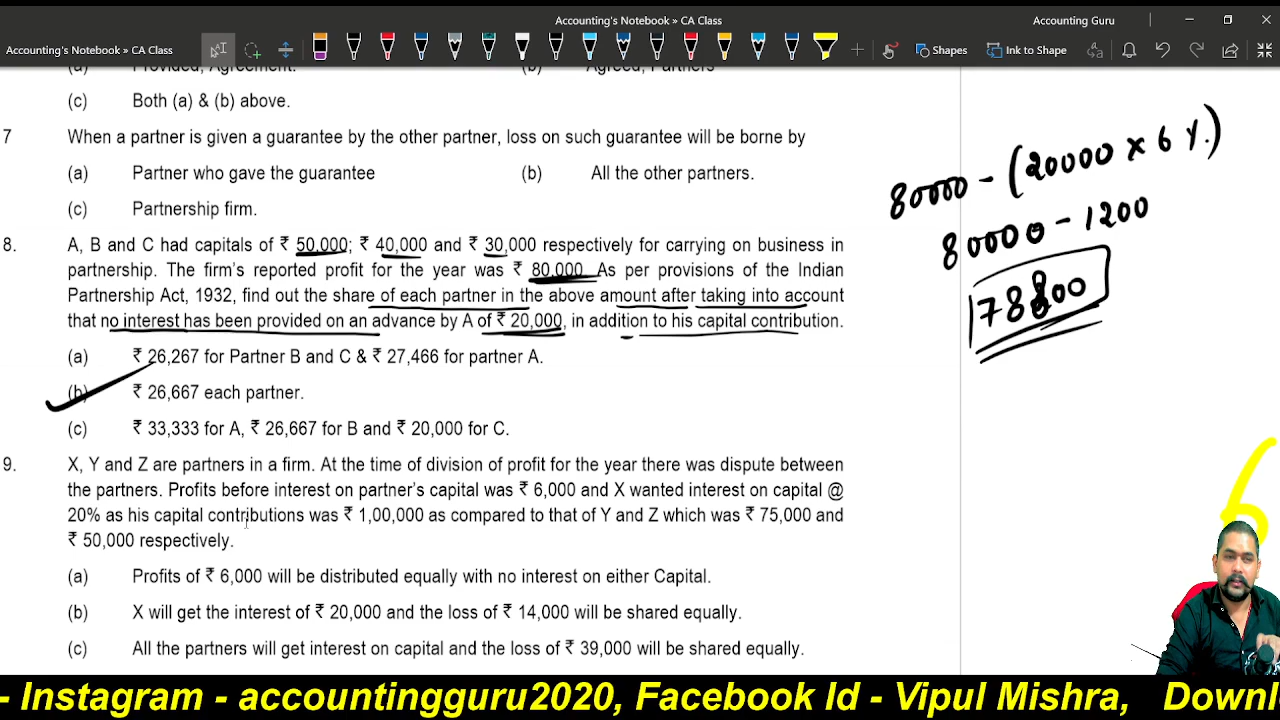 Accounting's Notebook » CA Class
Accounting Guru
Accounting's Notebook » CA Class
Shapes
Ink to Shape
(a) Provided, Agreement. (b) Agreed, Partners
(c) Both (a) & (b) above.
7 When a partner is given a guarantee by the other partner, loss on such guarantee will be borne by
(a) Partner who gave the guarantee (b) All the other partners.
(c) Partnership firm.
8. A, B and C had capitals of ₹ 50,000; ₹ 40,000 and ₹ 30,000 respectively for carrying on business in
partnership. The firm's reported profit for the year was ₹ 80,000 As per provisions of the Indian
Partnership Act, 1932, find out the share of each partner in the above amount after taking into account
that no interest has been provided on an advance by A of ₹ 20,000, in addition to his capital contribution.
(a) ₹ 26,267 for Partner B and C & ₹ 27,466 for partner A.
(b) ₹ 26,667 each partner.
(c) ₹ 33,333 for A, ₹ 26,667 for B and ₹ 20,000 for C.
9. X, Y and Z are partners in a firm. At the time of division of profit for the year there was dispute between
the partners. Profits before interest on partner's capital was ₹ 6,000 and X wanted interest on capital @
20% as his capital contributions was ₹ 1,00,000 as compared to that of Y and Z which was ₹ 75,000 and
₹ 50,000 respectively.
(a) Profits of ₹ 6,000 will be distributed equally with no interest on either Capital.
(b) X will get the interest of ₹ 20,000 and the loss of ₹ 14,000 will be shared equally.
(c) All the partners will get interest on capital and the loss of ₹ 39,000 will be shared equally.
80000 - (20000 × 6 %)
80000 - 1200
78800
6
- Instagram - accountingguru2020, Facebook Id - Vipul Mishra, Downl